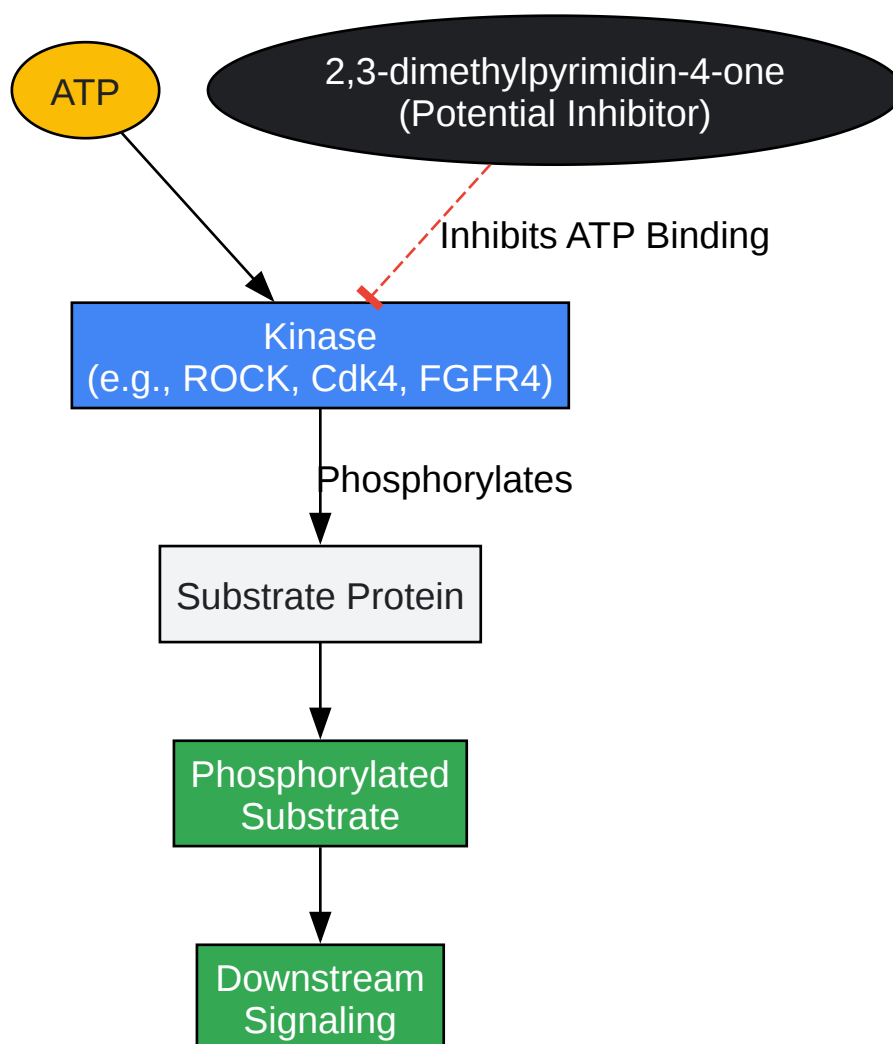 ATP
2,3-dimethylpyrimidin-4-one
(Potential Inhibitor)
Inhibits ATP Binding
Kinase
(e.g., ROCK, Cdk4, FGFR4)
Phosphorylates
Substrate Protein
Phosphorylated
Substrate
Downstream
Signaling